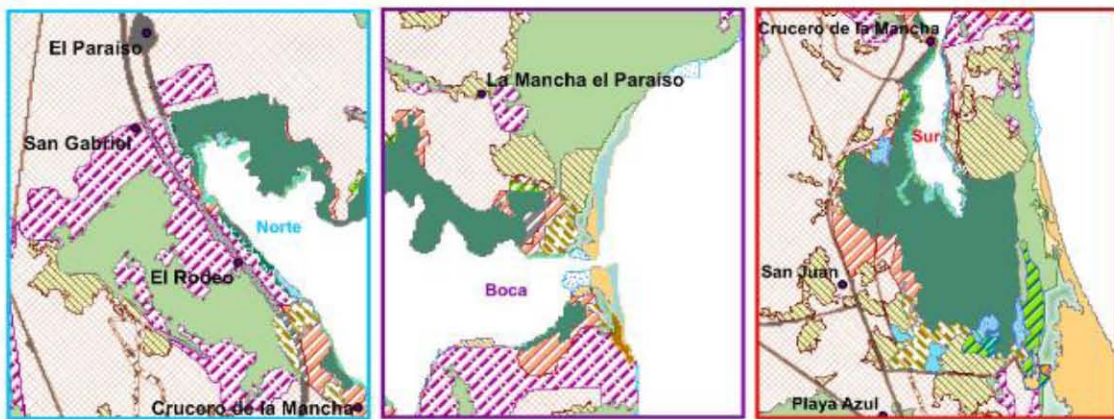 El Paraíso
San Gabriel
Norte
El Rodeo
Crucero de la Mancha
La Mancha el Paraíso
Boca
Crucero de la Mancha
Sur
San Juan
Playa Azul